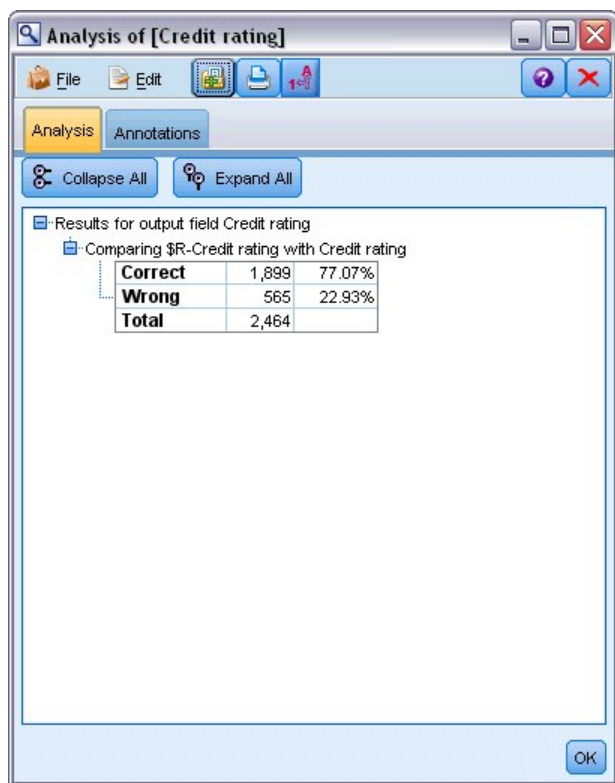 Analysis of [Credit rating]
File Edit
Analysis Annotations
Collapse All Expand All
Results for output field Credit rating
Comparing $R-Credit rating with Credit rating
Correct 1,899 77.07%
Wrong 565 22.93%
Total 2,464
OK